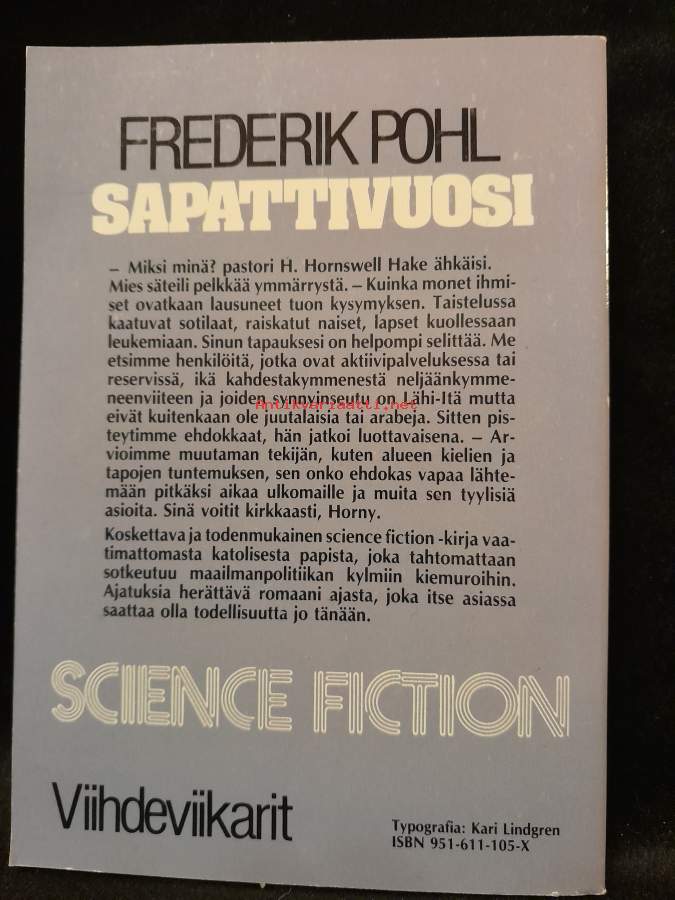 FREDERIK POHL
SAPATTIVUOSI
– Miksi minä? pastori H. Hornswell Hake ähkäisi.
Mies säteili pelkkää ymmärrystä. – Kuinka monet ihmi-
set ovatkaan lausuneet tuon kysymyksen. Taistelussa
kaatuvat sotilaat, raiskatut naiset, lapset kuollessaan
leukemiaan. Sinun tapauksesi on helpompi selittää. Me
etsimme henkilöitä, jotka ovat aktiivipalveluksessa tai
reservissä, ikä kahdestakymmenestä neljäänkymme-
neenviiteen ja joiden synnyinseutu on Lähi-Itä mutta
antikvariaatti.net
eivät kuitenkaan ole juutalaisia tai arabeja. Sitten pis-
teytimme ehdokkaat, hän jatkoi luottavaisena. – Ar-
vioimme muutaman tekijän, kuten alueen kielien ja
tapojen tuntemuksen, sen onko ehdokas vapaa lähte-
mään pitkäksi aikaa ulkomaille ja muita sen tyylisiä
asioita. Sinä voitit kirkkaasti, Horny.
Koskettava ja todenmukainen science fiction -kirja vaa-
timattomasta katolisesta papista, joka tahtomattaan
sotkeutuu maailmanpolitiikan kylmiin kiemuroihin.
Ajatuksia herättävä romaani ajasta, joka itse asiassa
saattaa olla todellisuutta jo tänään.
SCIENCE FICTION
Viihdeviikarit
Typografia: Kari Lindgren
ISBN 951-611-105-X